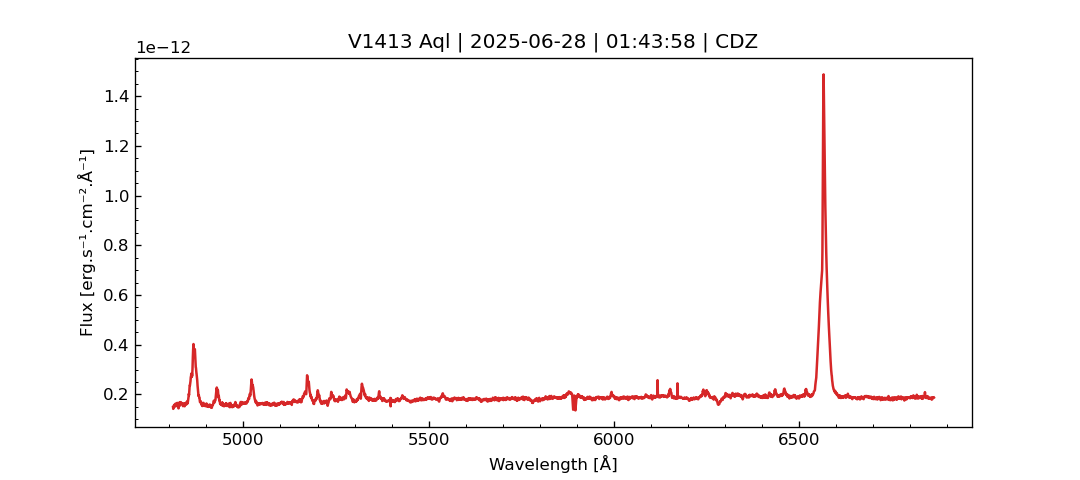 V1413 Aql | 2025-06-28 | 01:43:58 | CDZ
1e−12
1.4
1.2
1.0
0.8
0.6
0.4
0.2
Flux [erg.s⁻¹.cm⁻².Å⁻¹]
5000 5500 6000 6500
Wavelength [Å]